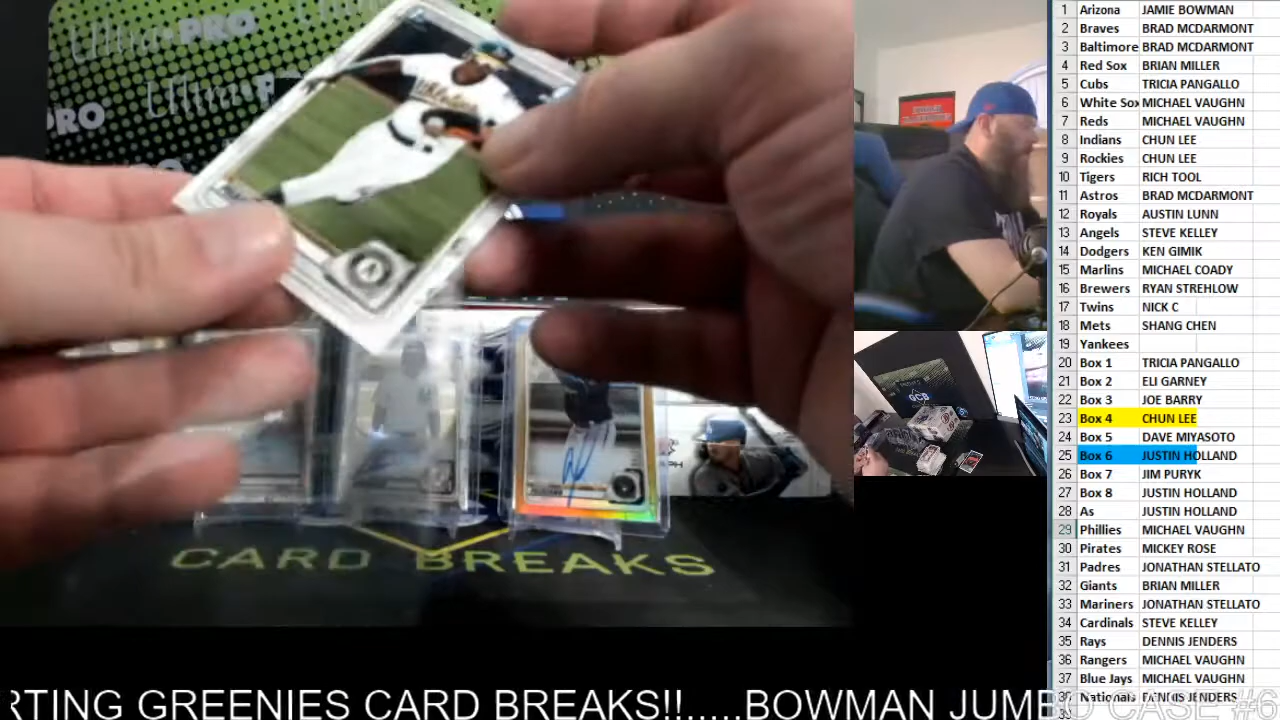 Ultra PRO
Ultra PRO
PRO
CARD BREAKS
GCB
1 Arizona JAMIE BOWMAN
2 Braves BRAD MCDARMONT
3 Baltimore BRAD MCDARMONT
4 Red Sox BRIAN MILLER
5 Cubs TRICIA PANGALLO
6 White Sox MICHAEL VAUGHN
7 Reds MICHAEL VAUGHN
8 Indians CHUN LEE
9 Rockies CHUN LEE
10 Tigers RICH TOOL
11 Astros BRAD MCDARMONT
12 Royals AUSTIN LUNN
13 Angels STEVE KELLEY
14 Dodgers KEN GIMIK
15 Marlins MICHAEL COADY
16 Brewers RYAN STREHLOW
17 Twins NICK C
18 Mets SHANG CHEN
19 Yankees
20 Box 1 TRICIA PANGALLO
21 Box 2 ELI GARNEY
22 Box 3 JOE BARRY
23 Box 4 CHUN LEE
24 Box 5 DAVE MIYASOTO
25 Box 6 JUSTIN HOLLAND
26 Box 7 JIM PURYK
27 Box 8 JUSTIN HOLLAND
28 As JUSTIN HOLLAND
29 Phillies MICHAEL VAUGHN
30 Pirates MICKEY ROSE
31 Padres JONATHAN STELLATO
32 Giants BRIAN MILLER
33 Mariners JONATHAN STELLATO
34 Cardinals STEVE KELLEY
35 Rays DENNIS JENDERS
36 Rangers MICHAEL VAUGHN
37 Blue Jays MICHAEL VAUGHN
38 Nationals DENNIS JENDERS
RTING GREENIES CARD BREAKS!!.....BOWMAN JUMBO CASE #6